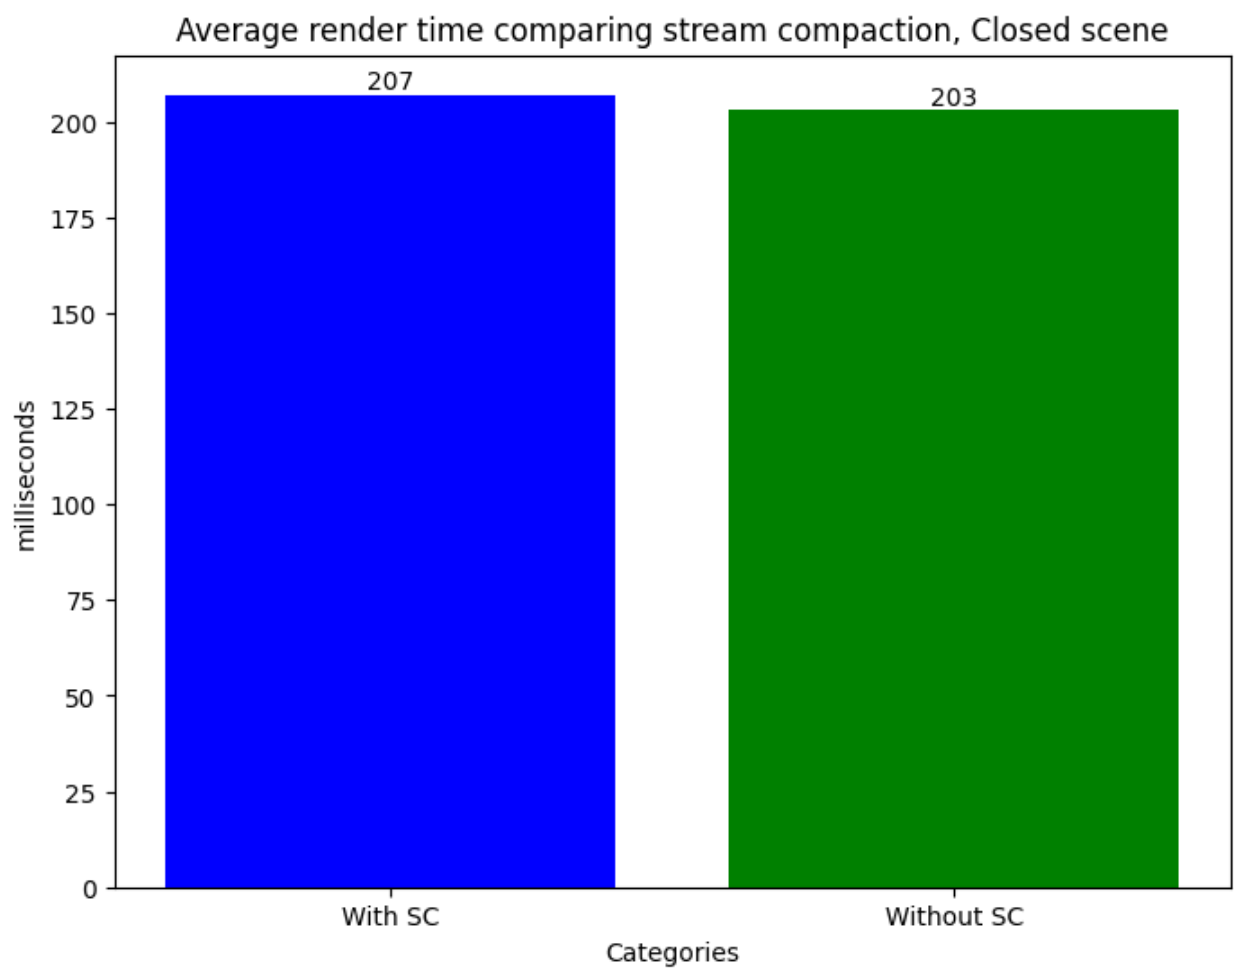 Average render time comparing stream compaction, Closed scene
207
203
200
175
150
125
100
75
50
25
0
milliseconds
With SC
Without SC
Categories